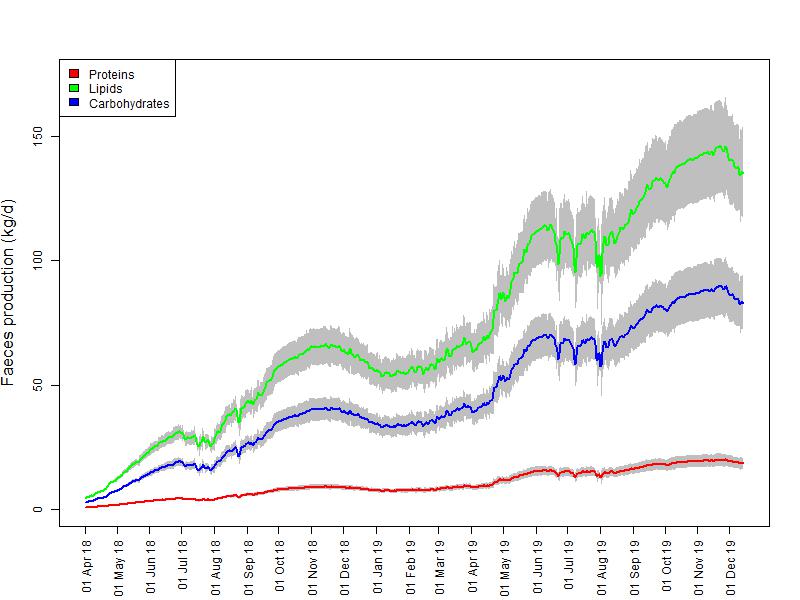 Proteins
Lipids
Carbohydrates
Faeces production (kg/d)
150
100
50
0
01 Apr 18
01 May 18
01 Jun 18
01 Jul 18
01 Aug 18
01 Sep 18
01 Oct 18
01 Nov 18
01 Dec 18
01 Jan 19
01 Feb 19
01 Mar 19
01 Apr 19
01 May 19
01 Jun 19
01 Jul 19
01 Aug 19
01 Sep 19
01 Oct 19
01 Nov 19
01 Dec 19